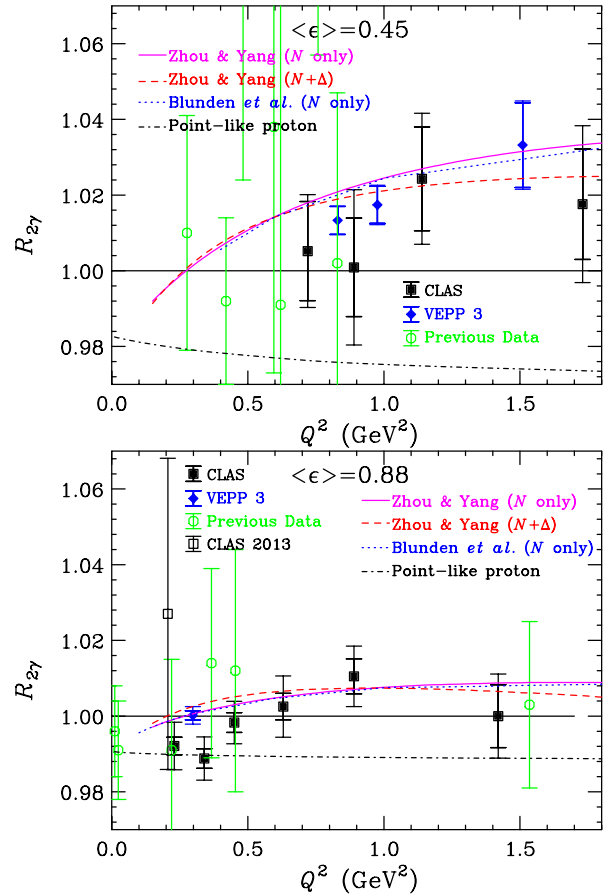 <ϵ>=0.45
Zhou & Yang (N only)
Zhou & Yang (N+Δ)
Blunden et al. (N only)
Point-like proton
1.06
1.04
1.02
1.00
0.98
R2γ
CLAS
VEPP 3
Previous Data
0.0 0.5 1.0 1.5
Q² (GeV²)
<ϵ>=0.88
CLAS
VEPP 3
Previous Data
CLAS 2013
Zhou & Yang (N only)
Zhou & Yang (N+Δ)
Blunden et al. (N only)
Point-like proton
1.06
1.04
1.02
1.00
0.98
R2γ
0.0 0.5 1.0 1.5
Q² (GeV²)